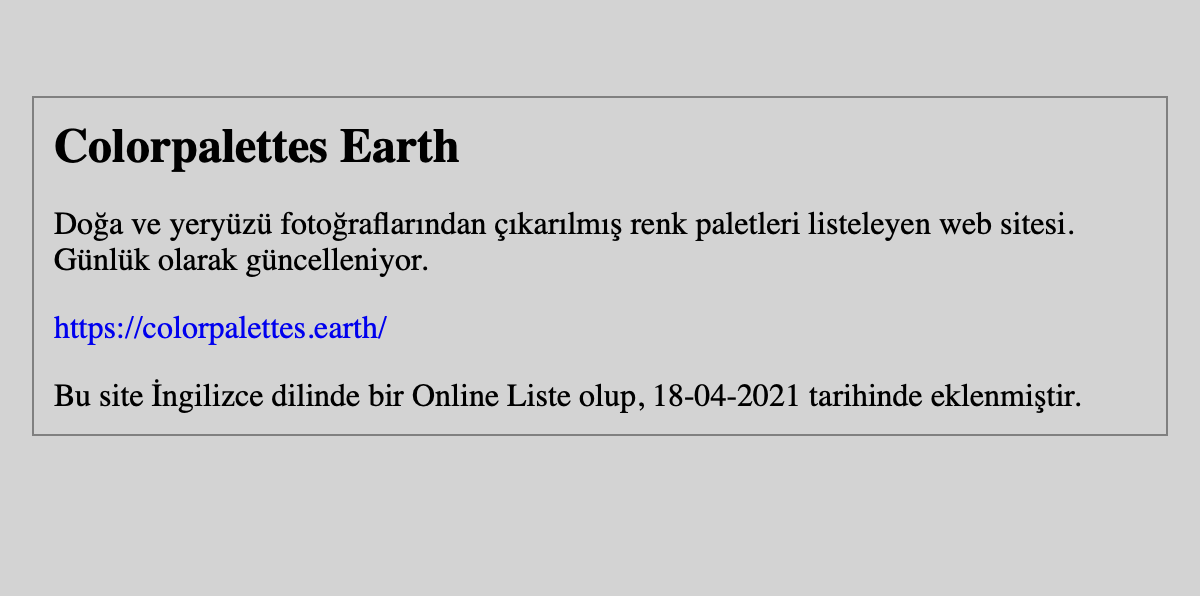 Colorpalettes Earth
Doğa ve yeryüzü fotoğraflarından çıkarılmış renk paletleri listeleyen web sitesi.
Günlük olarak güncelleniyor.
https://colorpalettes.earth/
Bu site İngilizce dilinde bir Online Liste olup, 18-04-2021 tarihinde eklenmiştir.